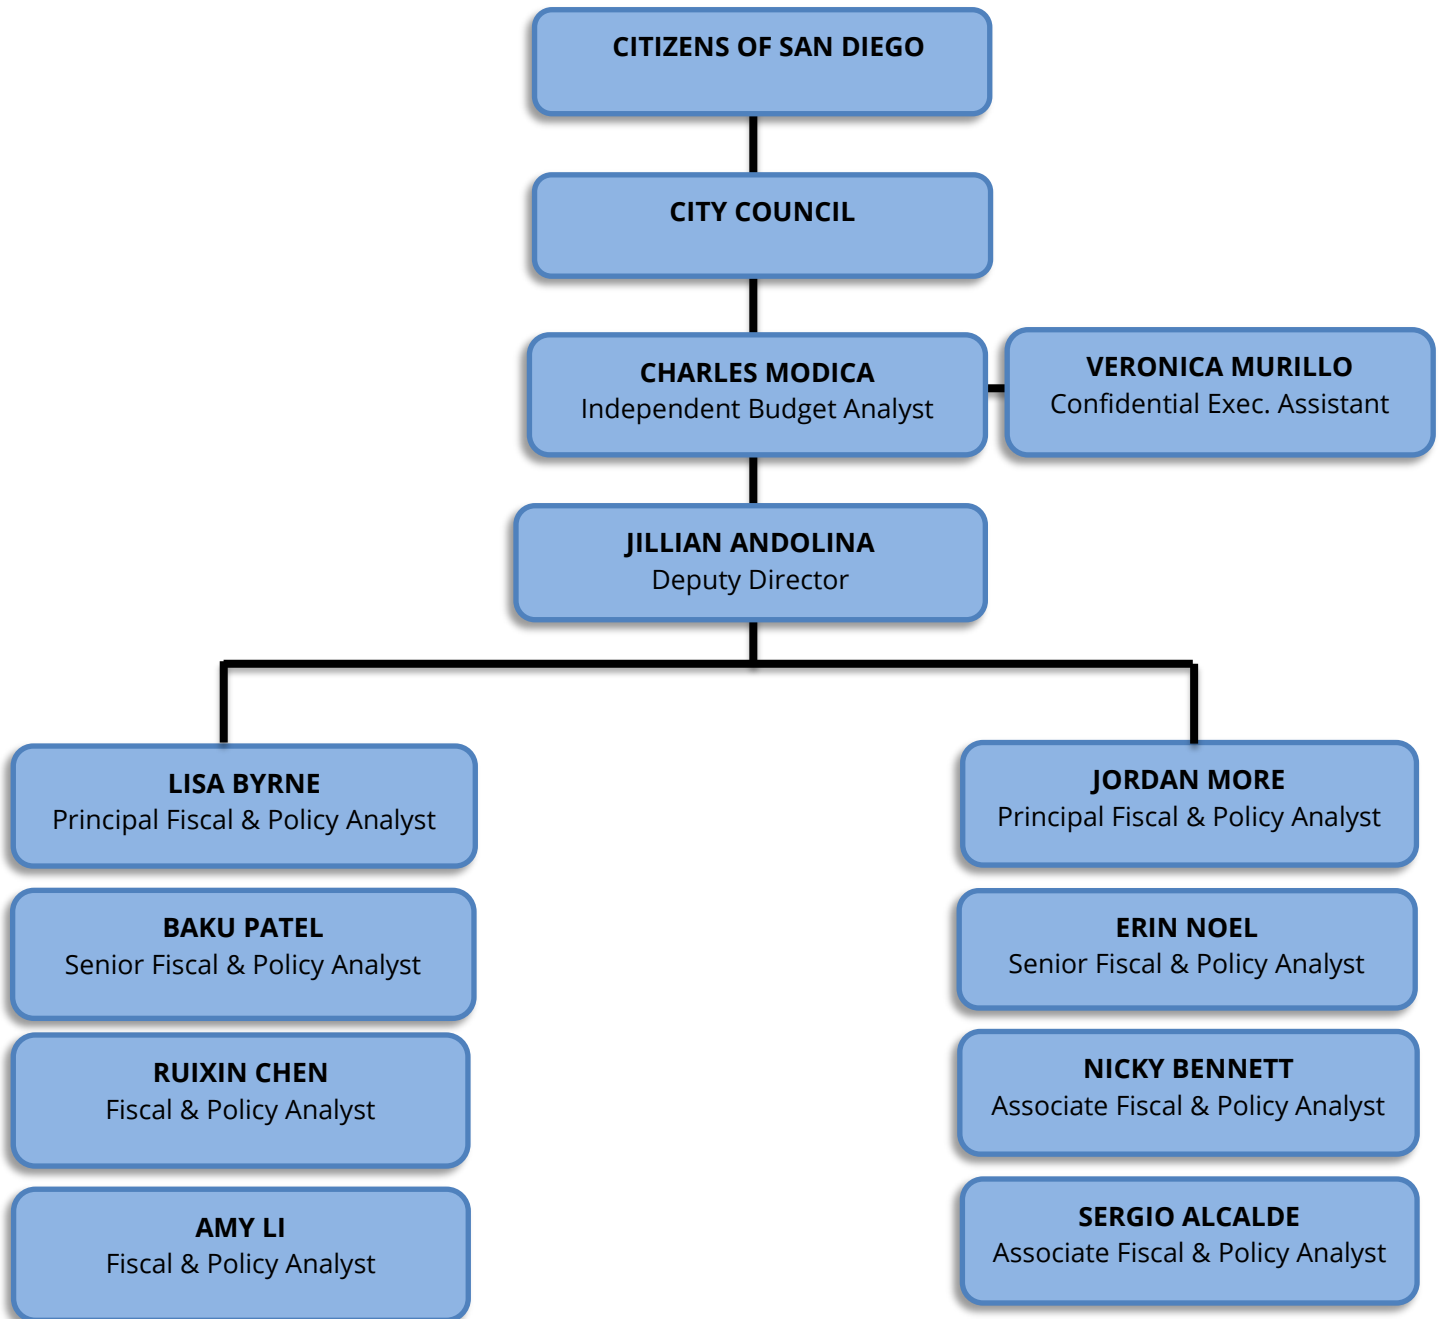 CITIZENS OF SAN DIEGO
CITY COUNCIL
CHARLES MODICA
Independent Budget Analyst
VERONICA MURILLO
Confidential Exec. Assistant
JILLIAN ANDOLINA
Deputy Director
LISA BYRNE
Principal Fiscal & Policy Analyst
BAKU PATEL
Senior Fiscal & Policy Analyst
RUIXIN CHEN
Fiscal & Policy Analyst
AMY LI
Fiscal & Policy Analyst
JORDAN MORE
Principal Fiscal & Policy Analyst
ERIN NOEL
Senior Fiscal & Policy Analyst
NICKY BENNETT
Associate Fiscal & Policy Analyst
SERGIO ALCALDE
Associate Fiscal & Policy Analyst